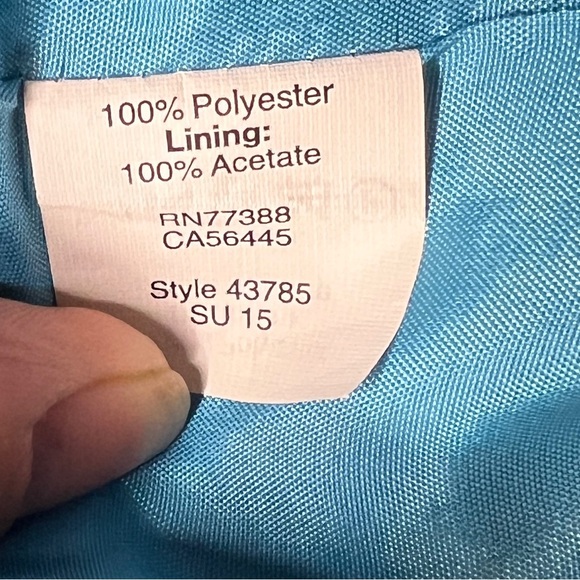 100% Polyester
Lining:
100% Acetate
RN77388
CA56445
Style 43785
SU 15